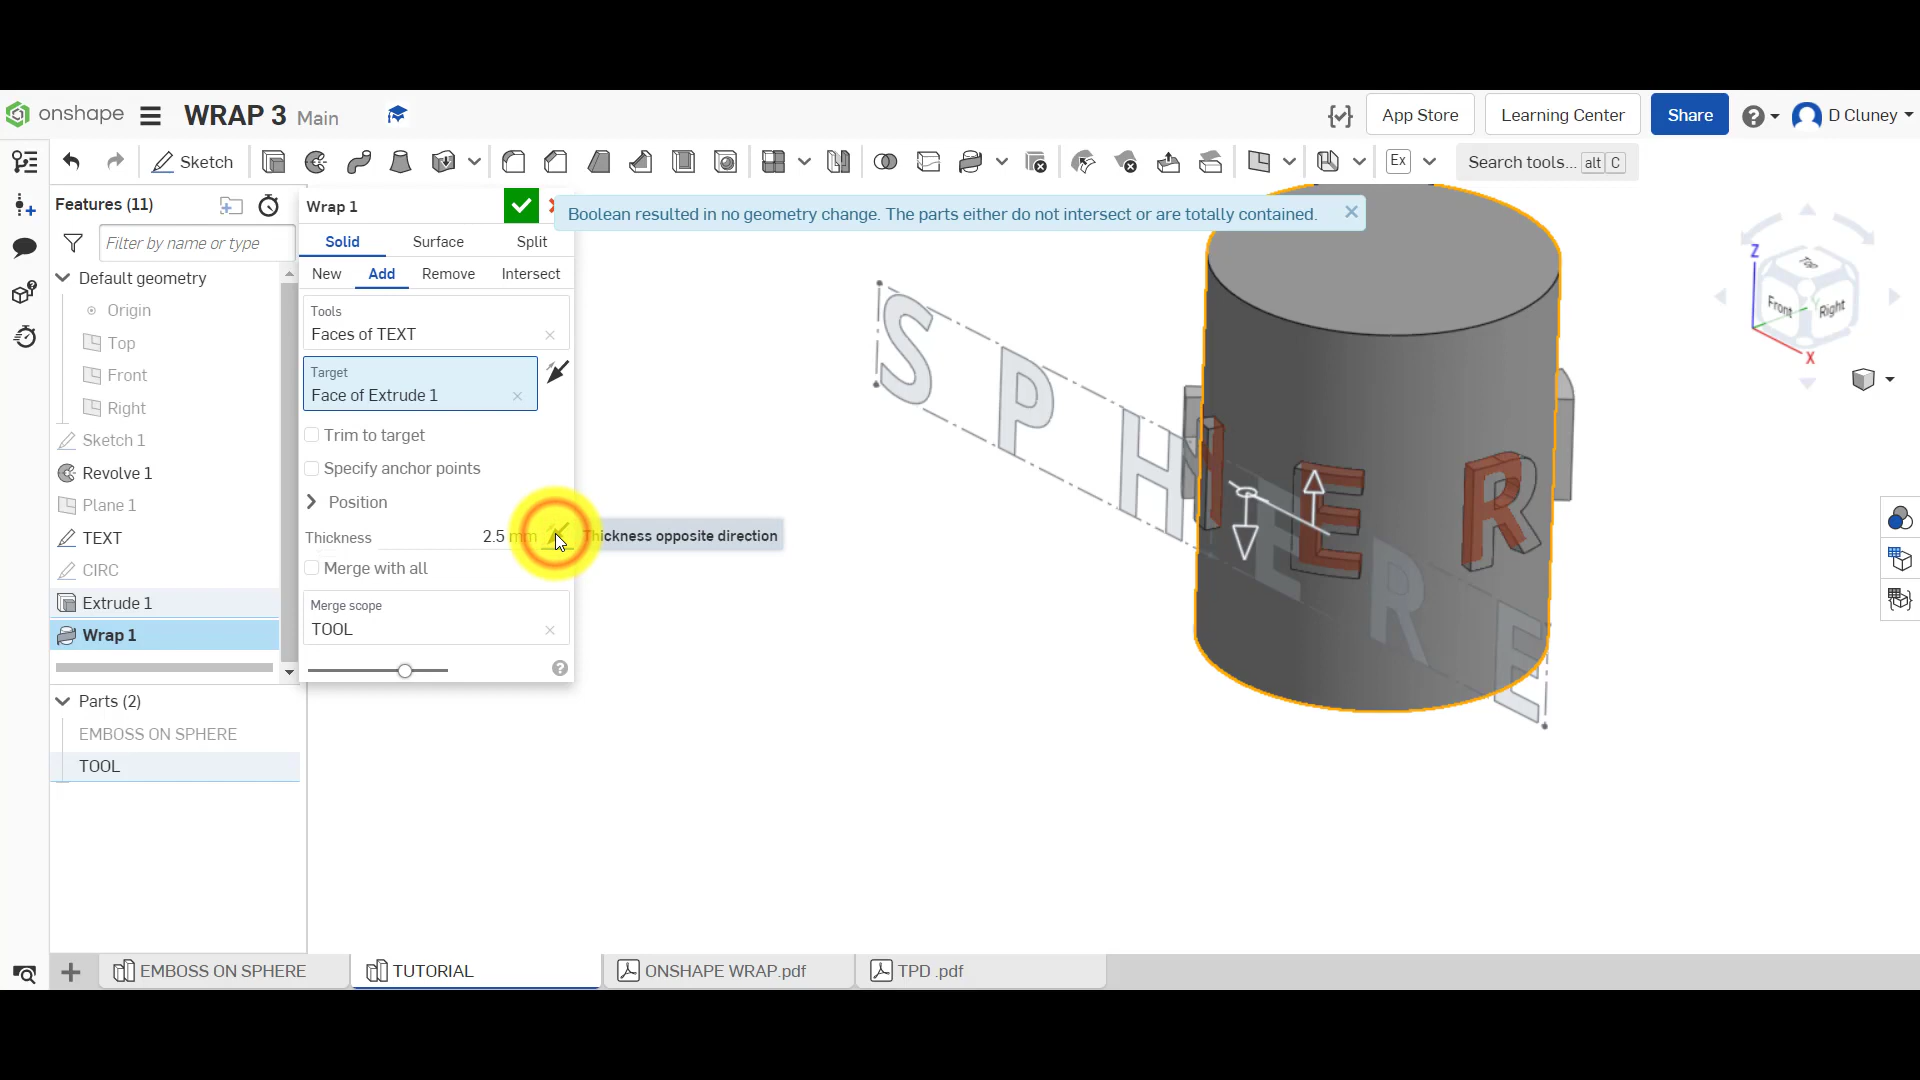 onshape WRAP 3 Main App Store Learning Center Share D Cluney
Sketch Ex Search tools... alt C
Features (11)
Filter by name or type
Default geometry
Origin
Top
Front
Right
Sketch 1
Revolve 1
Plane 1
TEXT
CIRC
Extrude 1
Wrap 1
Parts (2)
EMBOSS ON SPHERE
TOOL
Wrap 1
Boolean resulted in no geometry change. The parts either do not intersect or are totally contained.
Solid Surface Split
New Add Remove Intersect
Tools
Faces of TEXT
Target
Face of Extrude 1
Trim to target
Specify anchor points
Position
Thickness 2.5 mm
Thickness opposite direction
Merge with all
Merge scope
TOOL
SPHERE
HER
Z
Top
Front
Right
Y
X
EMBOSS ON SPHERE TUTORIAL ONSHAPE WRAP.pdf TPD .pdf